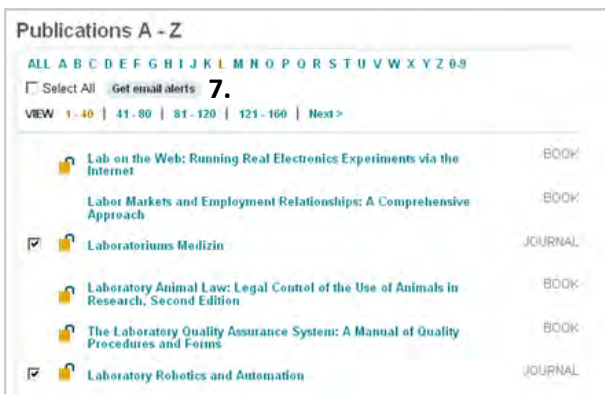 Publications A - Z
ALL A B C D E F G H I J K L M N O P Q R S T U V W X Y Z 0-9
Select All Get email alerts 7.
VIEW 1 - 40 | 41 - 80 | 81 - 120 | 121 - 160 | Next >
Lab on the Web: Running Real Electronics Experiments via the BOOK
Internet
Labor Markets and Employment Relationships: A Comprehensive BOOK
Approach
Laboratoriums Medizin JOURNAL
Laboratory Animal Law: Legal Control of the Use of Animals in BOOK
Research, Second Edition
The Laboratory Quality Assurance System: A Manual of Quality BOOK
Procedures and Forms
Laboratory Robotics and Automation JOURNAL